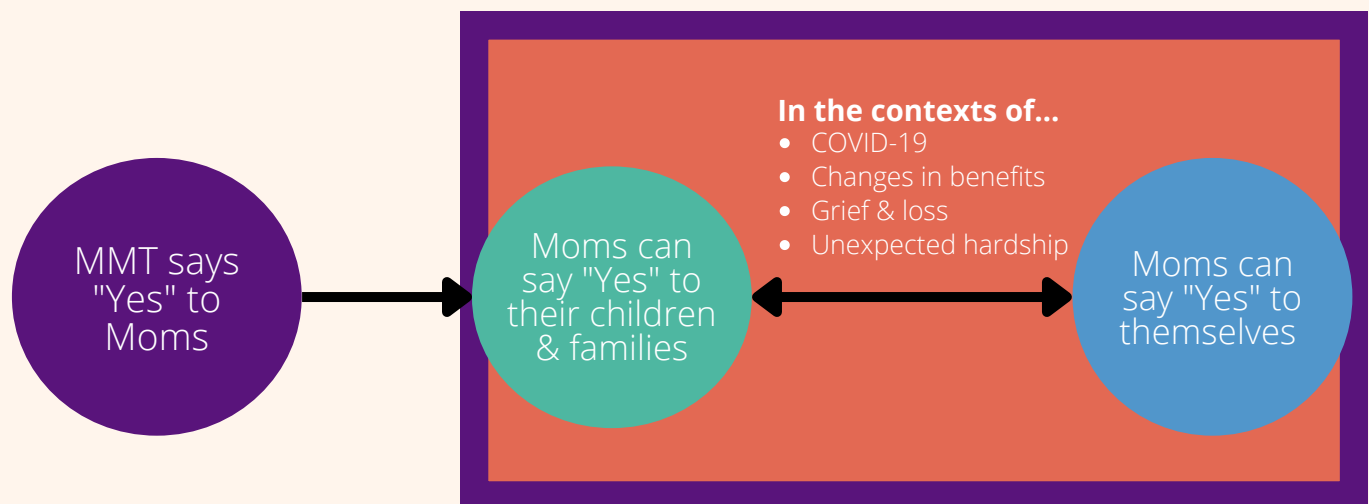 MMT says
"Yes" to
Moms
Moms can
say "Yes" to
their children
& families
In the contexts of...
• COVID-19
• Changes in benefits
• Grief & loss
• Unexpected hardship
Moms can
say "Yes" to
themselves